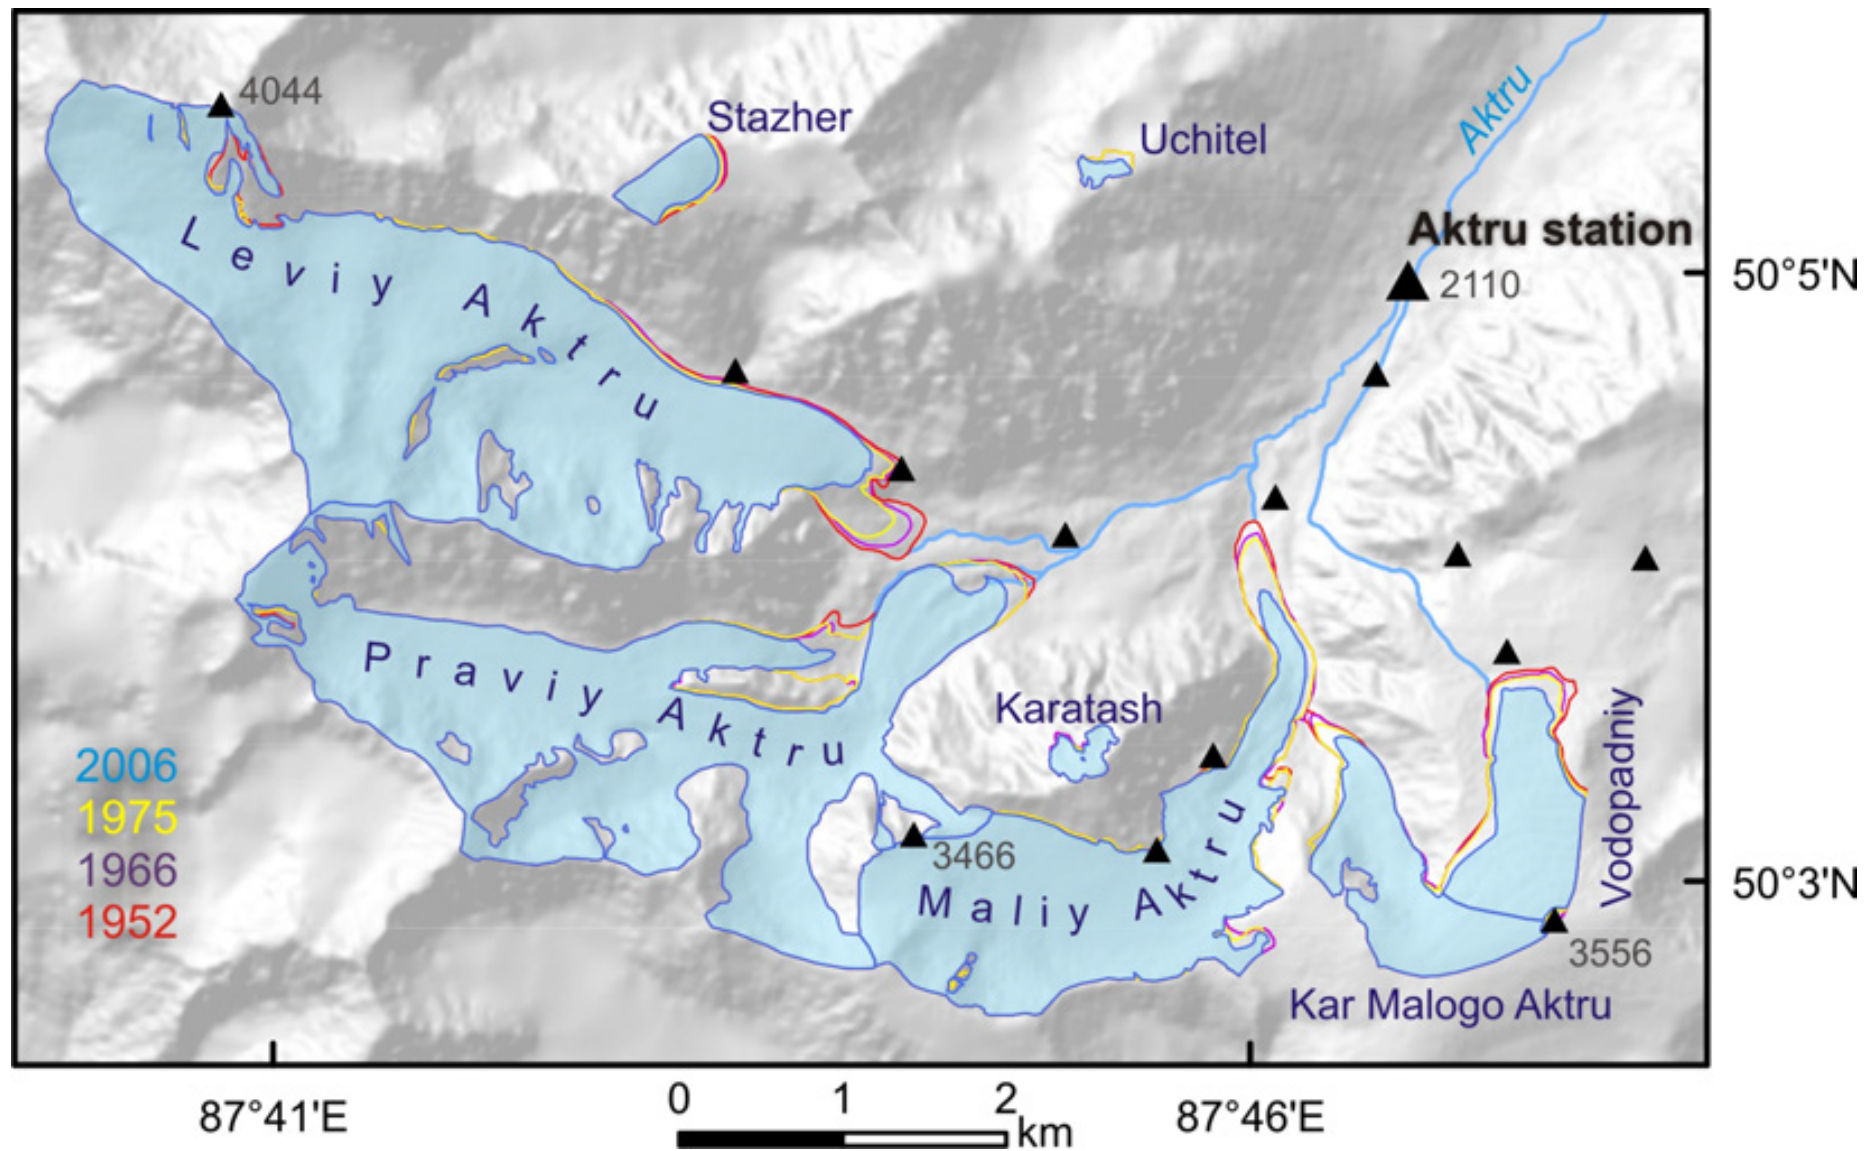 4044
Stazher
Uchitel
Aktru
Aktru station
2110
50°5'N
Leviy Aktru
Praviy Aktru
Karatash
2006
1975
1966
1952
3466
Maliy Aktru
Vodopadniy
50°3'N
3556
Kar Malogo Aktru
87°41'E
0 1 2
km
87°46'E